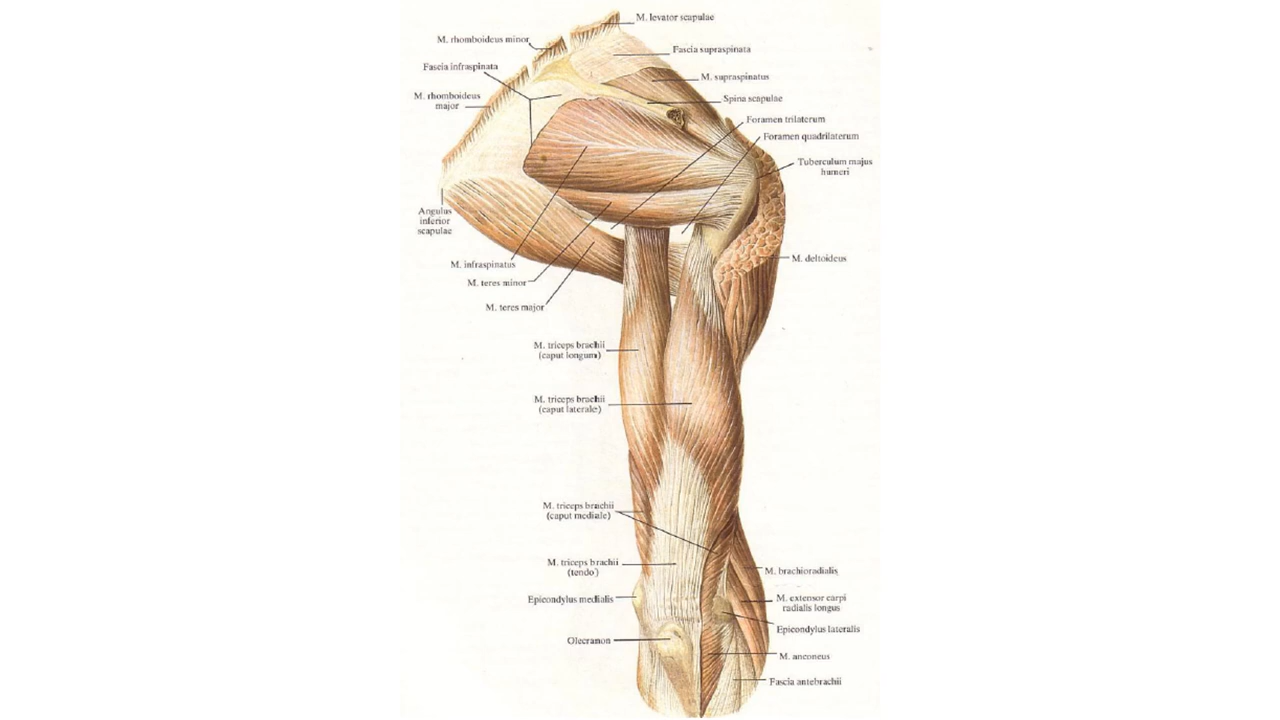 M. levator scapulae
M. rhomboideus minor
Fascia supraspinata
Fascia infraspinata
M. supraspinatus
M. rhomboideus
major
Spina scapulae
Foramen trilaterum
Foramen quadrilaterum
Tuberculum majus
humeri
Angulus
inferior
scapulae
M. infraspinatus
M. deltoideus
M. teres minor
M. teres major
M. triceps brachii
(caput longum)
M. triceps brachii
(caput laterale)
M. triceps brachii
(caput mediale)
M. triceps brachii
(tendo)
M. brachioradialis
Epicondylus medialis
M. extensor carpi
radialis longus
Epicondylus lateralis
Olecranon
M. anconeus
Fascia antebrachii